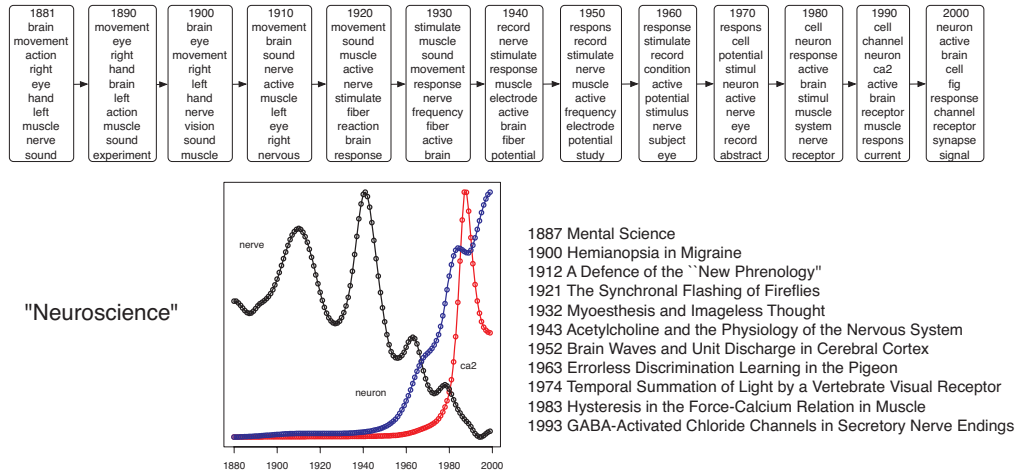 1881
brain
movement
action
right
eye
hand
left
muscle
nerve
sound
1890
movement
eye
right
hand
brain
left
action
muscle
sound
experiment
1900
brain
eye
movement
right
left
hand
nerve
vision
sound
muscle
1910
movement
brain
sound
nerve
active
muscle
left
eye
right
nervous
1920
movement
sound
muscle
active
nerve
stimulate
fiber
reaction
brain
response
1930
stimulate
muscle
sound
movement
response
nerve
frequency
fiber
active
brain
1940
record
nerve
stimulate
response
muscle
electrode
active
brain
fiber
potential
1950
respons
record
stimulate
nerve
muscle
active
frequency
electrode
potential
study
1960
response
stimulate
record
condition
active
potential
stimulus
nerve
subject
eye
1970
respons
cell
potential
stimul
neuron
active
nerve
eye
record
abstract
1980
cell
neuron
response
active
brain
stimul
muscle
system
nerve
receptor
1990
cell
channel
neuron
ca2
active
brain
receptor
muscle
respons
current
2000
neuron
active
brain
cell
fig
response
channel
receptor
synapse
signal
"Neuroscience"
nerve
neuron
ca2
1880 1900 1920 1940 1960 1980 2000
1887 Mental Science
1900 Hemianopsia in Migraine
1912 A Defence of the ``New Phrenology"
1921 The Synchronal Flashing of Fireflies
1932 Myoesthesis and Imageless Thought
1943 Acetylcholine and the Physiology of the Nervous System
1952 Brain Waves and Unit Discharge in Cerebral Cortex
1963 Errorless Discrimination Learning in the Pigeon
1974 Temporal Summation of Light by a Vertebrate Visual Receptor
1983 Hysteresis in the Force-Calcium Relation in Muscle
1993 GABA-Activated Chloride Channels in Secretory Nerve Endings